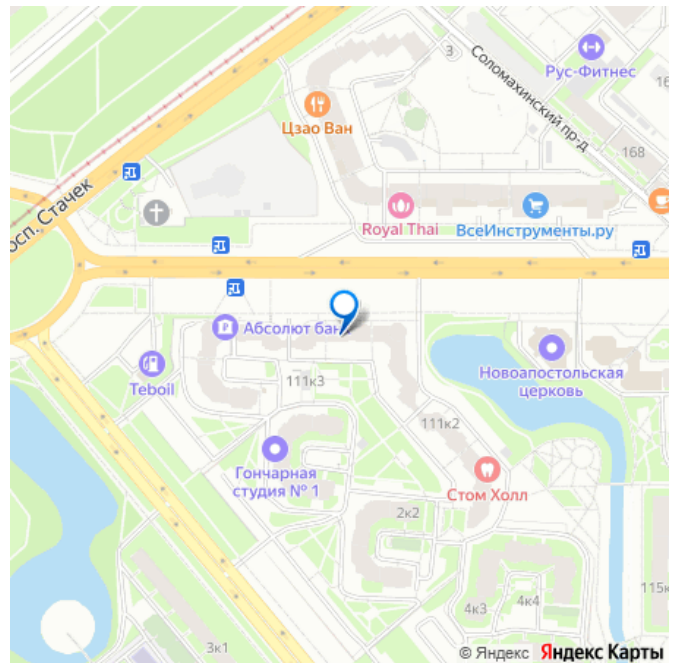 3
Соломахинский пр-д
Рус-Фитнес
16
168
Цзао Ван
осп. Стачек
Royal Thai
ВсеИнструменты.ру
Абсолют бан
Teboil
111к3
Новоапостольская
церковь
111к2
Гончарная
студия № 1
Стом Холл
2к2
115к
4к3
4к4
3к1
© Яндекс Яндекс Карты